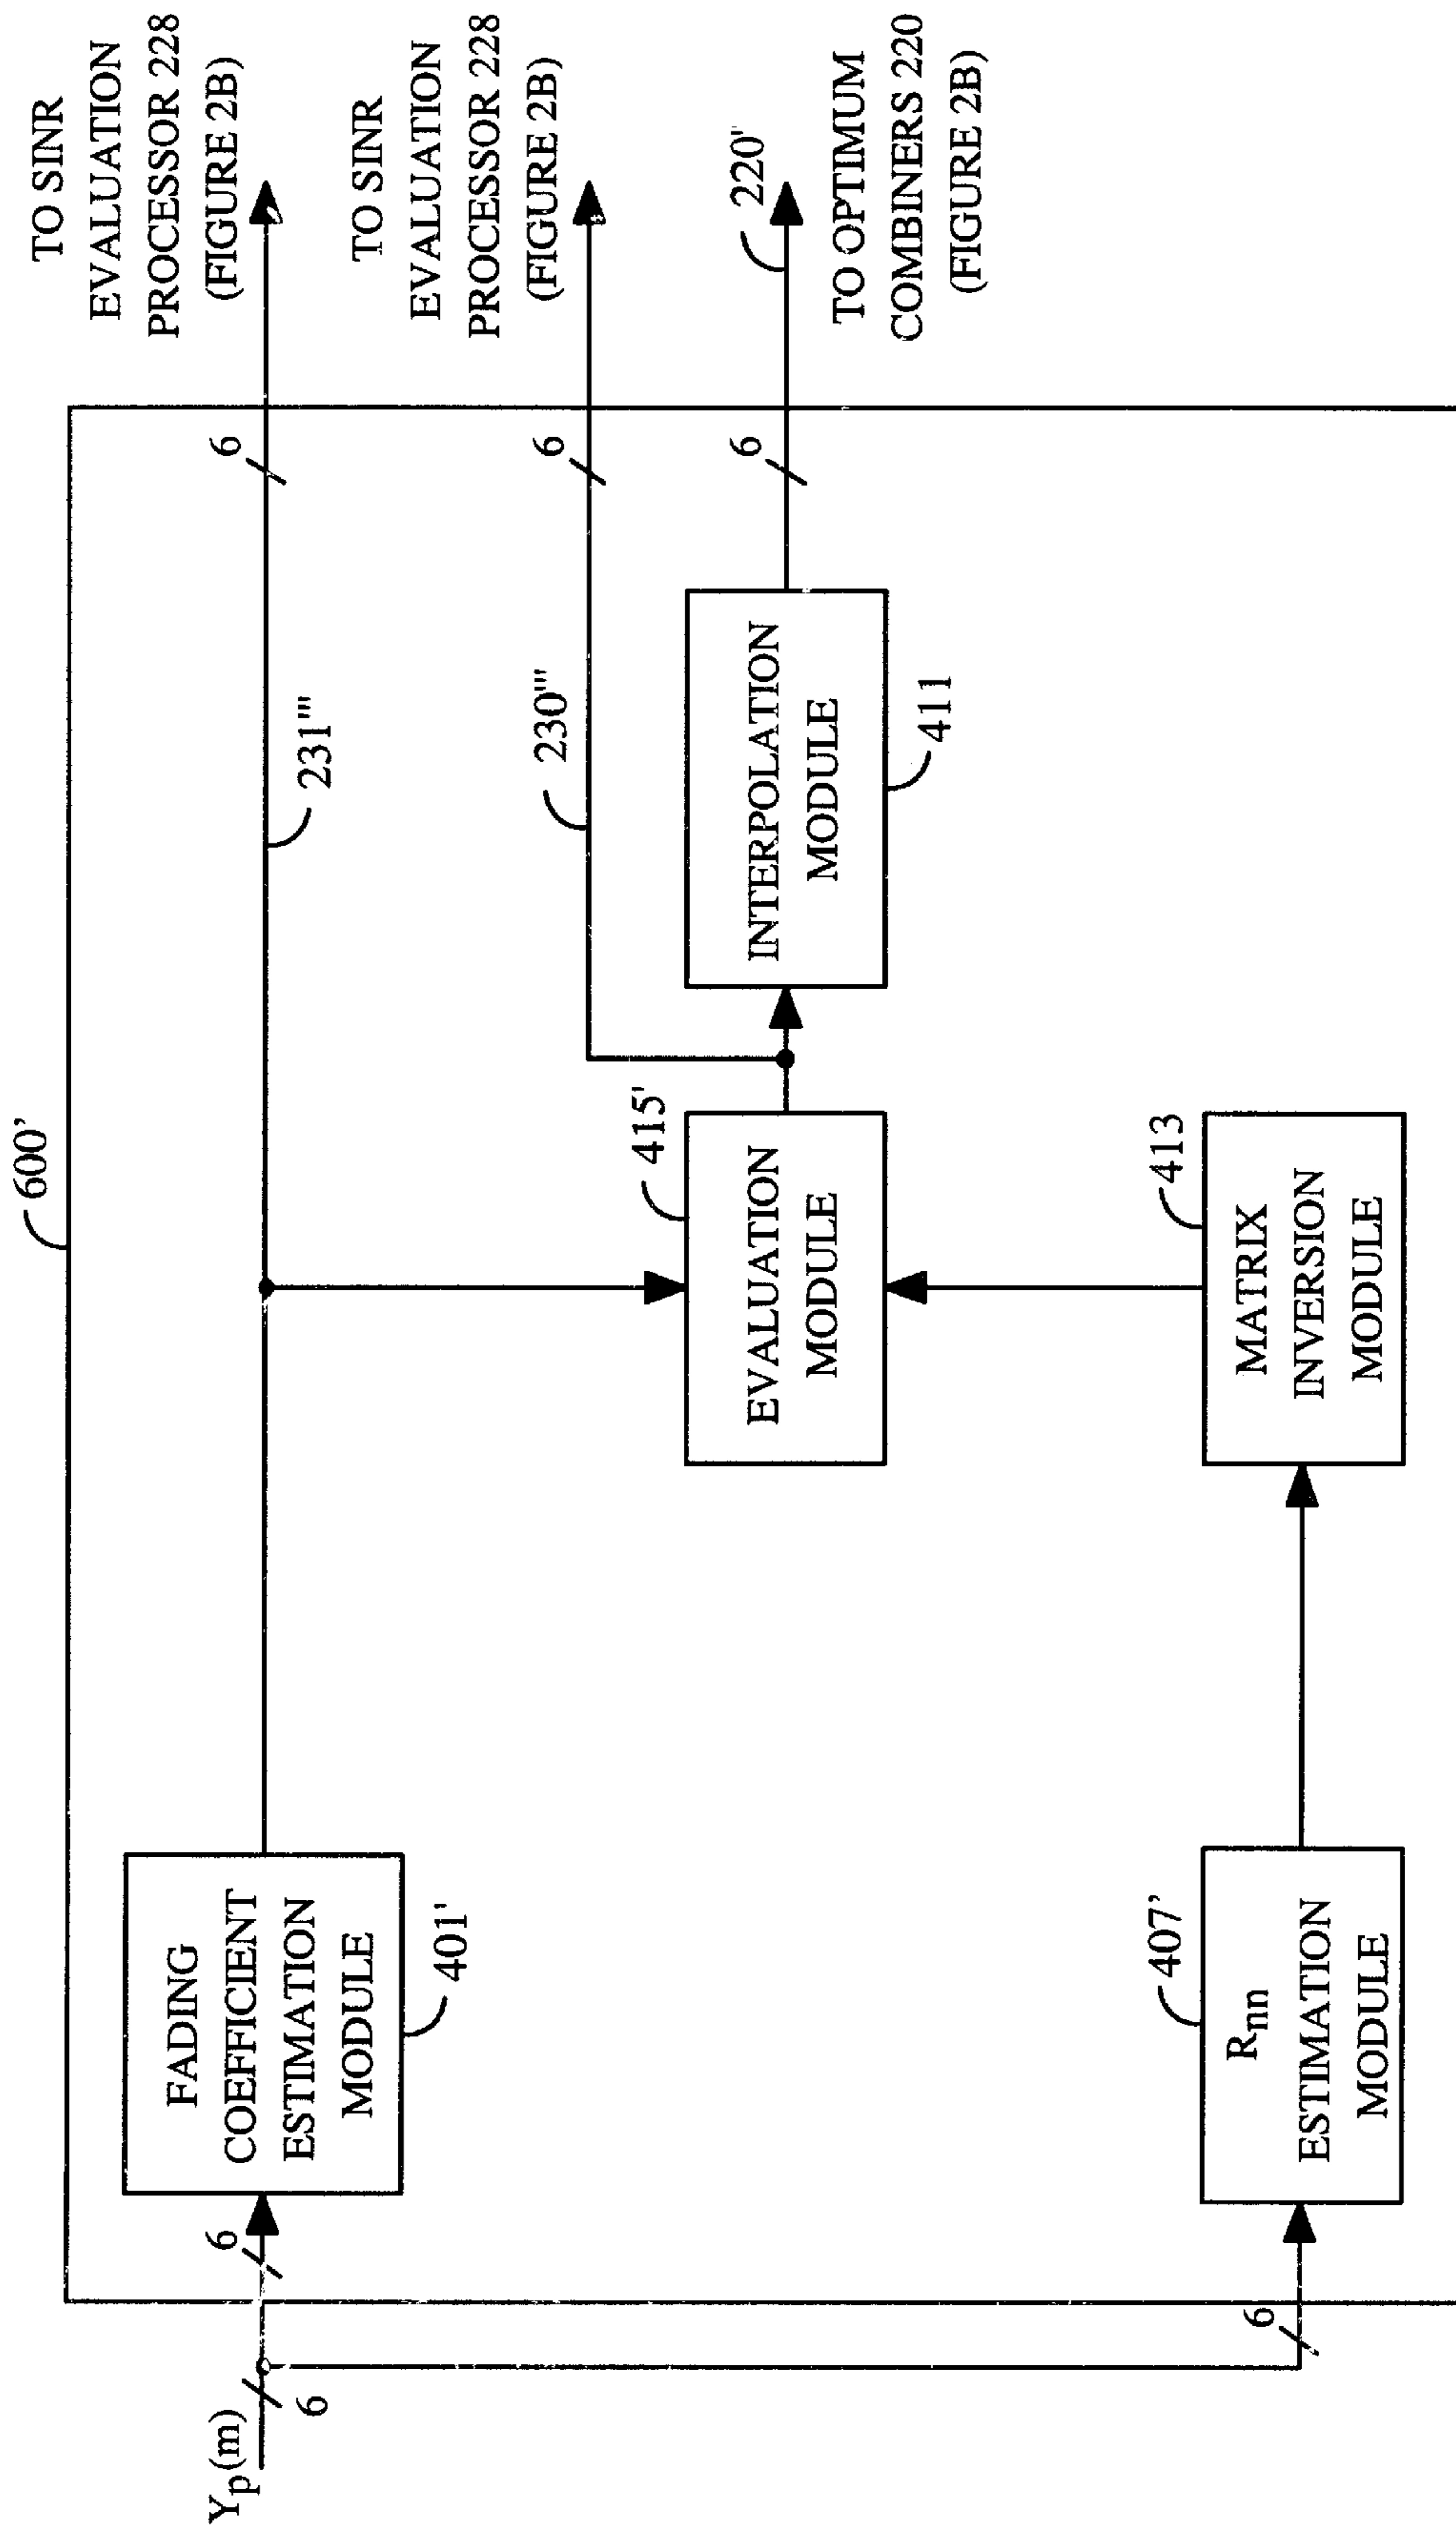 600'
Yp(m)
6
6
6
FADING
COEFFICIENT
ESTIMATION
MODULE
401'
231'''
6
TO SINR
EVALUATION
PROCESSOR 228
(FIGURE 2B)
230'''
6
TO SINR
EVALUATION
PROCESSOR 228
(FIGURE 2B)
415'
EVALUATION
MODULE
INTERPOLATION
MODULE
411
6
220''
TO OPTIMUM
COMBINERS 220
(FIGURE 2B)
407'
Rnn
ESTIMATION
MODULE
413
MATRIX
INVERSION
MODULE